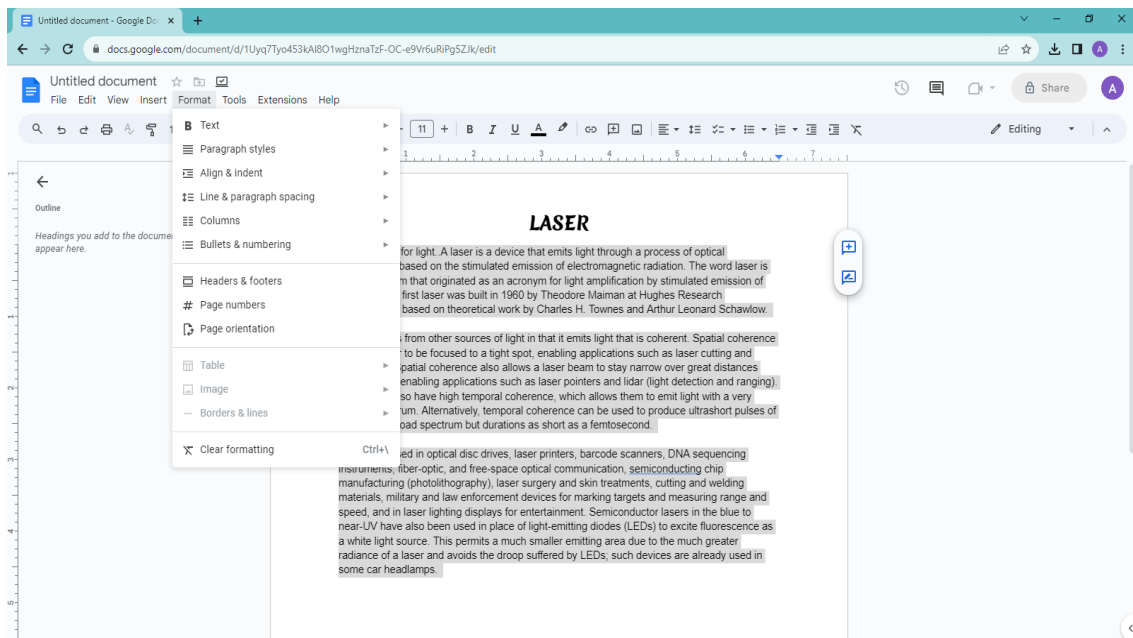 Untitled document - Google Do
docs.google.com/document/d/1Uyq7Tyo453kAl8O1wgHznaTzF-OC-e9Vr6uRiPg5ZJk/edit
A
Untitled document
File Edit View Insert Format Tools Extensions Help
Share
A
11 + B I U A
Editing
1 2 3 4 5 6 7
Outline
Headings you add to the docume
appear here.
B Text
Paragraph styles
Align & indent
Line & paragraph spacing
Columns
Bullets & numbering
Headers & footers
# Page numbers
Page orientation
Table
Image
Borders & lines
Clear formatting Ctrl+\
LASER
for light..A laser is a device that emits light through a process of optical
based on the stimulated emission of electromagnetic radiation. The word laser is
that originated as an acronym for light amplification by stimulated emission of
first laser was built in 1960 by Theodore Maiman at Hughes Research
based on theoretical work by Charles H. Townes and Arthur Leonard Schawlow.
from other sources of light in that it emits light that is coherent. Spatial coherence
to be focused to a tight spot, enabling applications such as laser cutting and
spatial coherence also allows a laser beam to stay narrow over great distances
enabling applications such as laser pointers and lidar (light detection and ranging).
so have high temporal coherence, which allows them to emit light with a very
rum. Alternatively, temporal coherence can be used to produce ultrashort pulses of
oad spectrum but durations as short as a femtosecond.
ed in optical disc drives, laser printers, barcode scanners, DNA sequencing
instruments, fiber-optic, and free-space optical communication, semiconducting chip
manufacturing (photolithography), laser surgery and skin treatments, cutting and welding
materials, military and law enforcement devices for marking targets and measuring range and
speed, and in laser lighting displays for entertainment. Semiconductor lasers in the blue to
near-UV have also been used in place of light-emitting diodes (LEDs) to excite fluorescence as
a white light source. This permits a much smaller emitting area due to the much greater
radiance of a laser and avoids the droop suffered by LEDs; such devices are already used in
some car headlamps.